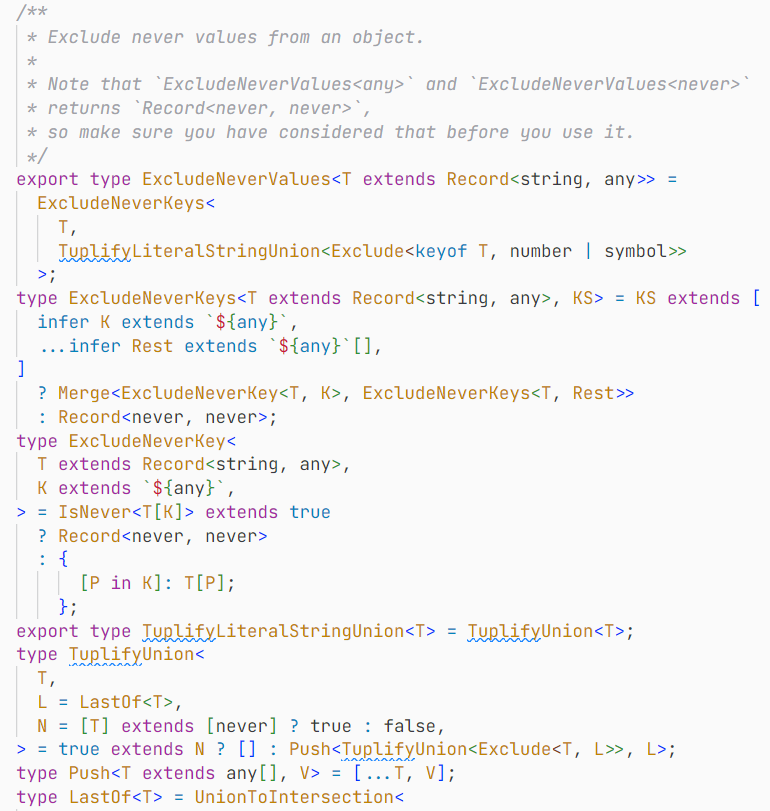 /**
 * Exclude never values from an object.
 *
 * Note that `ExcludeNeverValues<any>` and `ExcludeNeverValues<never>`
 * returns `Record<never, never>`,
 * so make sure you have considered that before you use it.
 */
export type ExcludeNeverValues<T extends Record<string, any>> =
  ExcludeNeverKeys<
    T,
    TuplifyLiteralStringUnion<Exclude<keyof T, number | symbol>>
  >;
type ExcludeNeverKeys<T extends Record<string, any>, KS> = KS extends [
  infer K extends `${any}`,
  ...infer Rest extends `${any}`[],
]
  ? Merge<ExcludeNeverKey<T, K>, ExcludeNeverKeys<T, Rest>>
  : Record<never, never>;
type ExcludeNeverKey<
  T extends Record<string, any>,
  K extends `${any}`,
> = IsNever<T[K]> extends true
  ? Record<never, never>
  : {
      [P in K]: T[P];
    };
export type TuplifyLiteralStringUnion<T> = TuplifyUnion<T>;
type TuplifyUnion<
  T,
  L = LastOf<T>,
  N = [T] extends [never] ? true : false,
> = true extends N ? [] : Push<TuplifyUnion<Exclude<T, L>>, L>;
type Push<T extends any[], V> = [...T, V];
type LastOf<T> = UnionToIntersection<